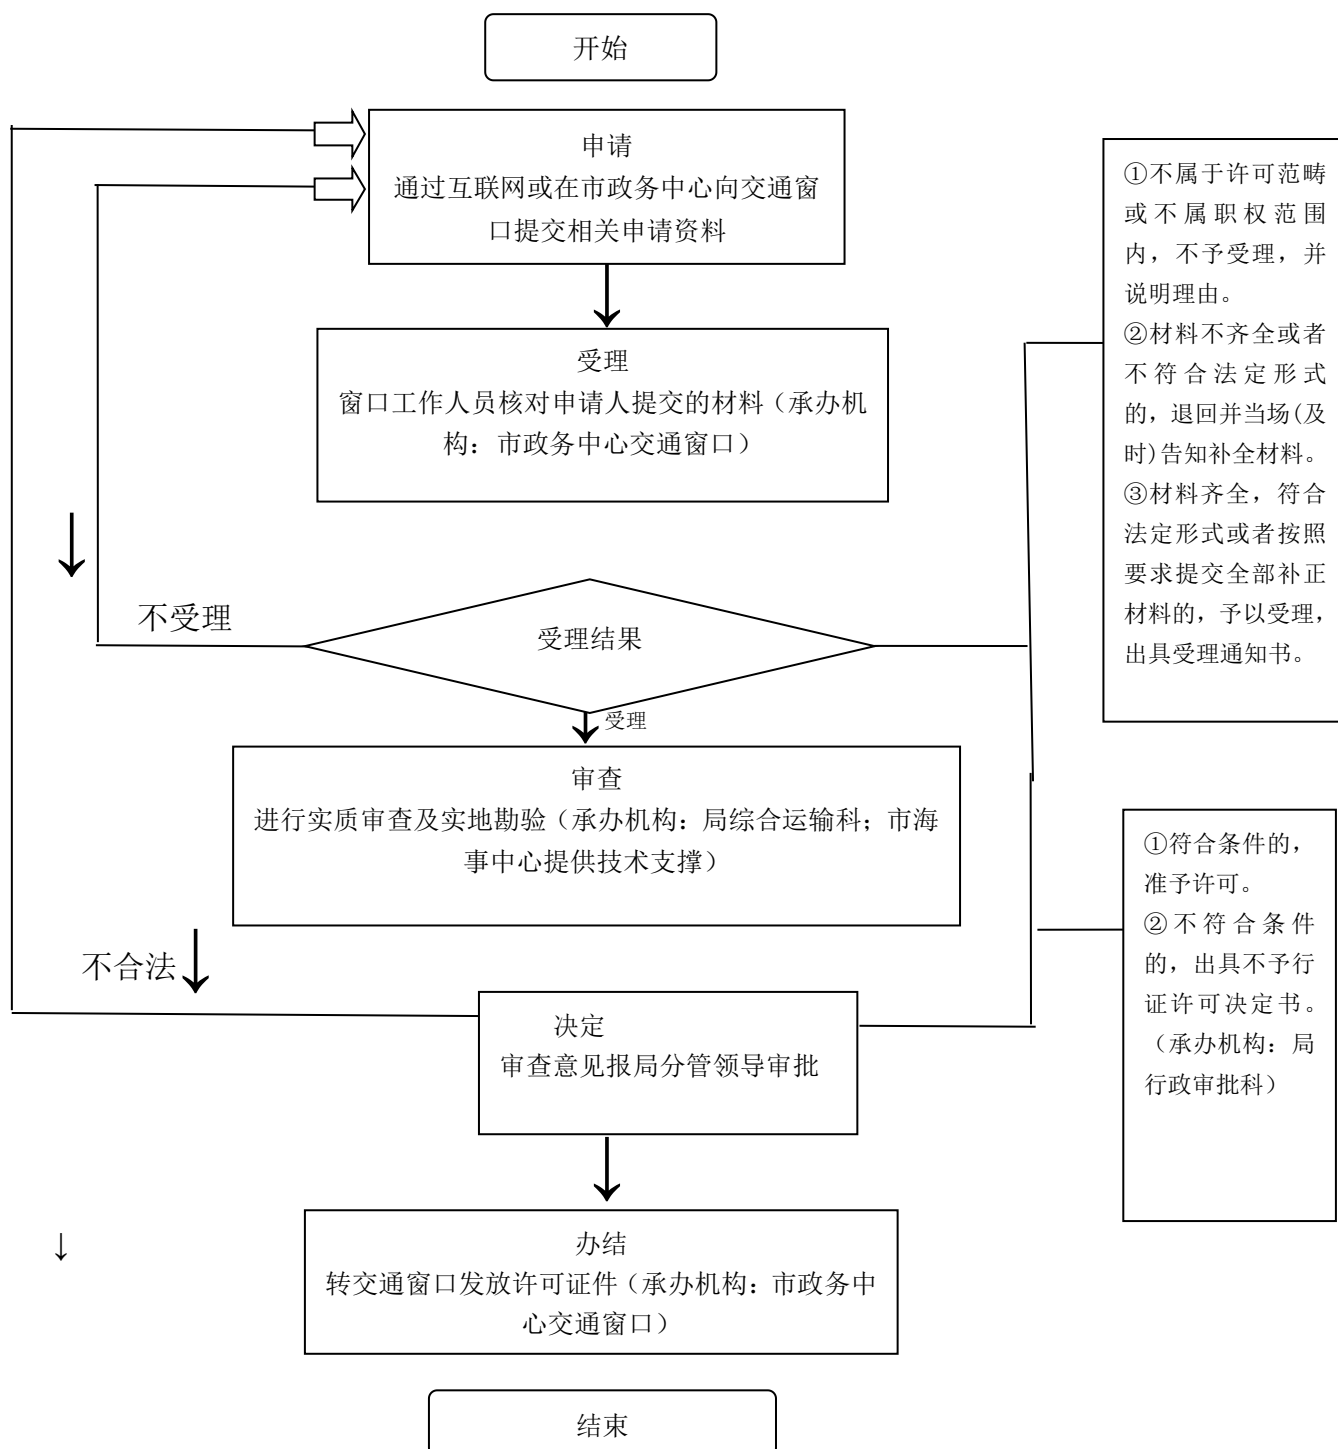 开始
申请
通过互联网或在市政务中心向交通窗
口提交相关申请资料
受理
窗口工作人员核对申请人提交的材料（承办机
构：市政务中心交通窗口）
不受理
受理结果
受理
审查
进行实质审查及实地勘验（承办机构：局综合运输科；市海
事中心提供技术支撑）
不合法
决定
审查意见报局分管领导审批
办结
转交通窗口发放许可证件（承办机构：市政务中
心交通窗口）
结束
①不属于许可范畴
或不属职权范围
内，不予受理，并
说明理由。
②材料不齐全或者
不符合法定形式
的，退回并当场(及
时)告知补全材料。
③材料齐全，符合
法定形式或者按照
要求提交全部补正
材料的，予以受理，
出具受理通知书。
①符合条件的，
准予许可。
②不符合条件
的，出具不予行
证许可决定书。
（承办机构：局
行政审批科）